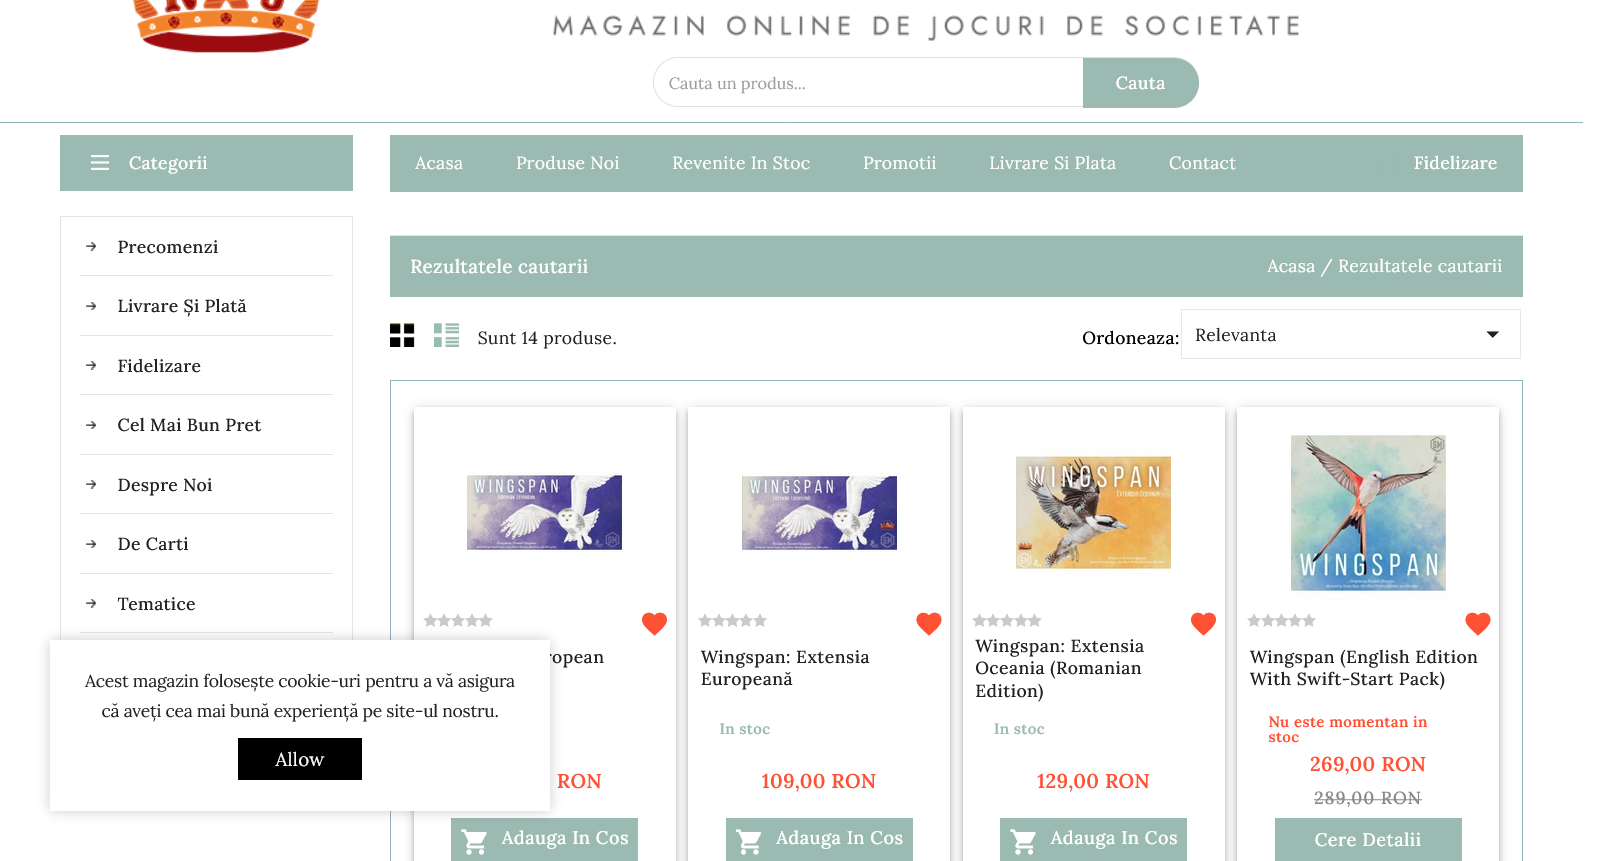 MAGAZIN ONLINE DE JOCURI DE SOCIETATE
Cauta un produs...
Cauta
Categorii
Acasa
Produse Noi
Revenite In Stoc
Promotii
Livrare Si Plata
Contact
Fidelizare
Precomenzi
Livrare Și Plată
Fidelizare
Cel Mai Bun Pret
Despre Noi
De Carti
Tematice
Rezultatele cautarii
Acasa / Rezultatele cautarii
Sunt 14 produse.
Ordoneaza:
Relevanta
WINGSPAN
WINGSPAN
WINGSPAN
EXTENSIA OCEANIA
WINGSPAN
ropean
RON
Adauga In Cos
Wingspan: Extensia
Europeană
In stoc
109,00 RON
Adauga In Cos
Wingspan: Extensia
Oceania (Romanian
Edition)
In stoc
129,00 RON
Adauga In Cos
Wingspan (English Edition
With Swift-Start Pack)
Nu este momentan in
stoc
269,00 RON
289,00 RON
Cere Detalii
Acest magazin folosește cookie-uri pentru a vă asigura
că aveți cea mai bună experiență pe site-ul nostru.
Allow